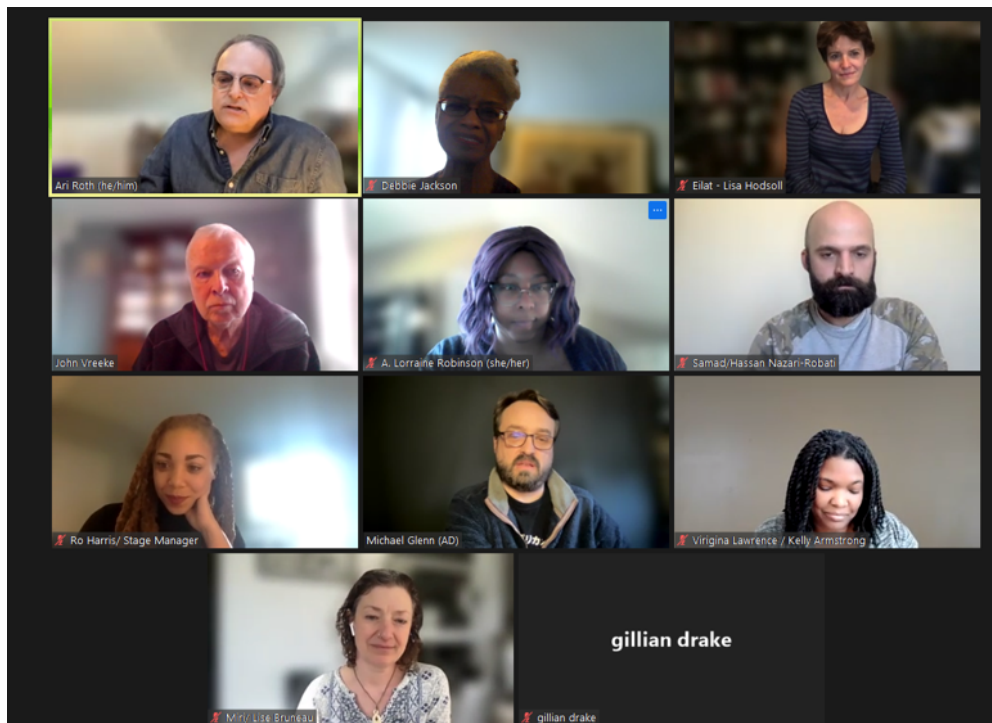 Ari Roth (he/him)
Debbie Jackson
Eilat - Lisa Hodsoll
John Vreeke
A. Lorraine Robinson (she/her)
Samad/Hassan Nazari-Robati
Ro Harris/ Stage Manager
Michael Glenn (AD)
Virigina Lawrence / Kelly Armstrong
gillian drake
Miri/ Lise Bruneau
gillian drake